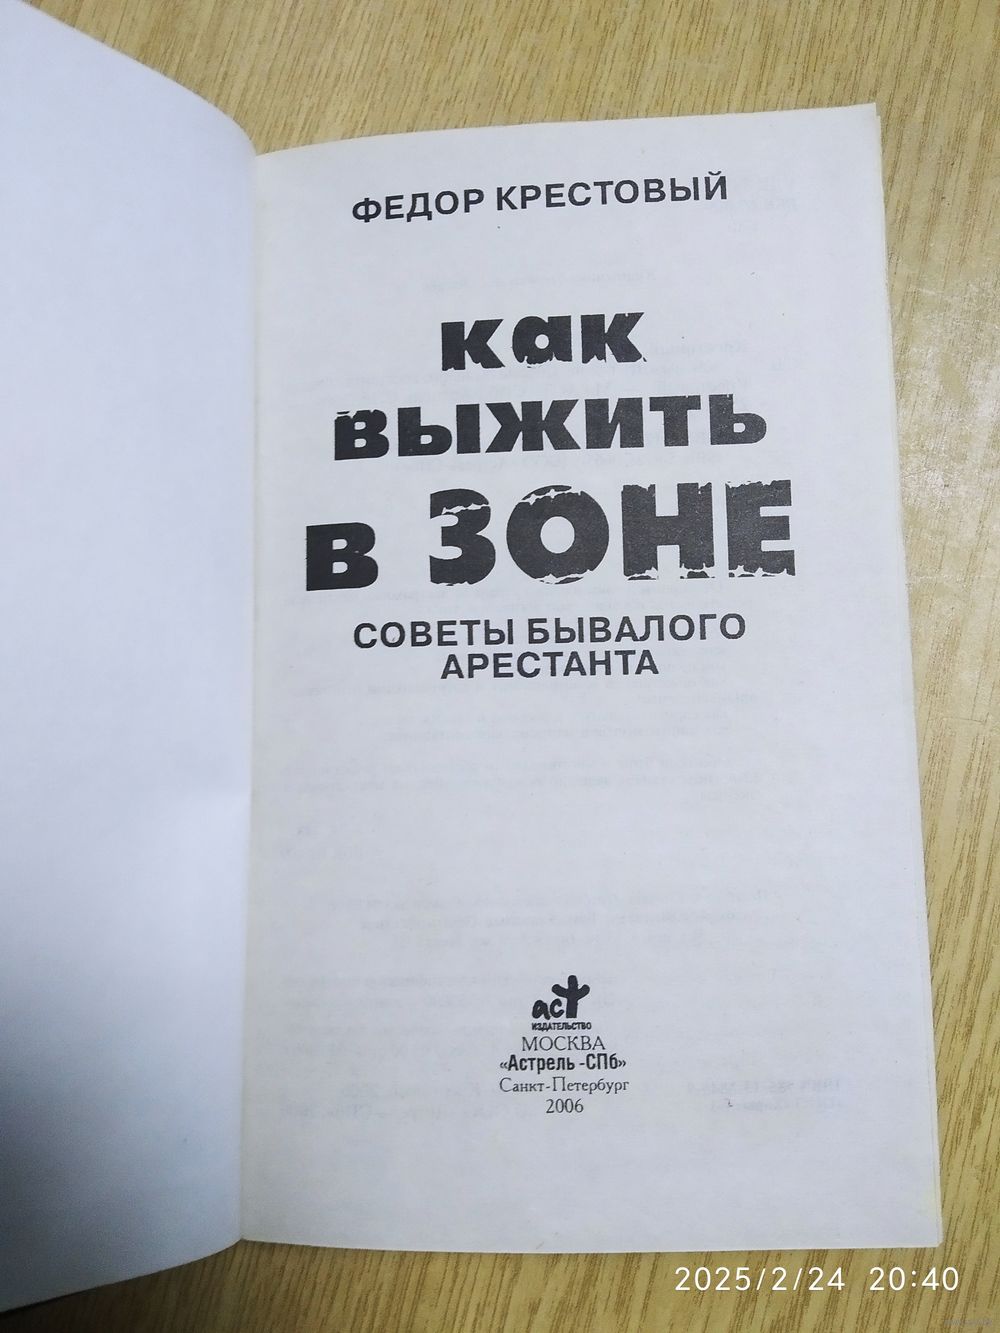 ФЕДОР КРЕСТОВЫЙ
как
выжить
в ЗОНЕ
СОВЕТЫ БЫВАЛОГО
АРЕСТАНТА
аст
ИЗДАТЕЛЬСТВО
МОСКВА
«Астрель-СПб»
Санкт-Петербург
2006
2025/2/24 20:40